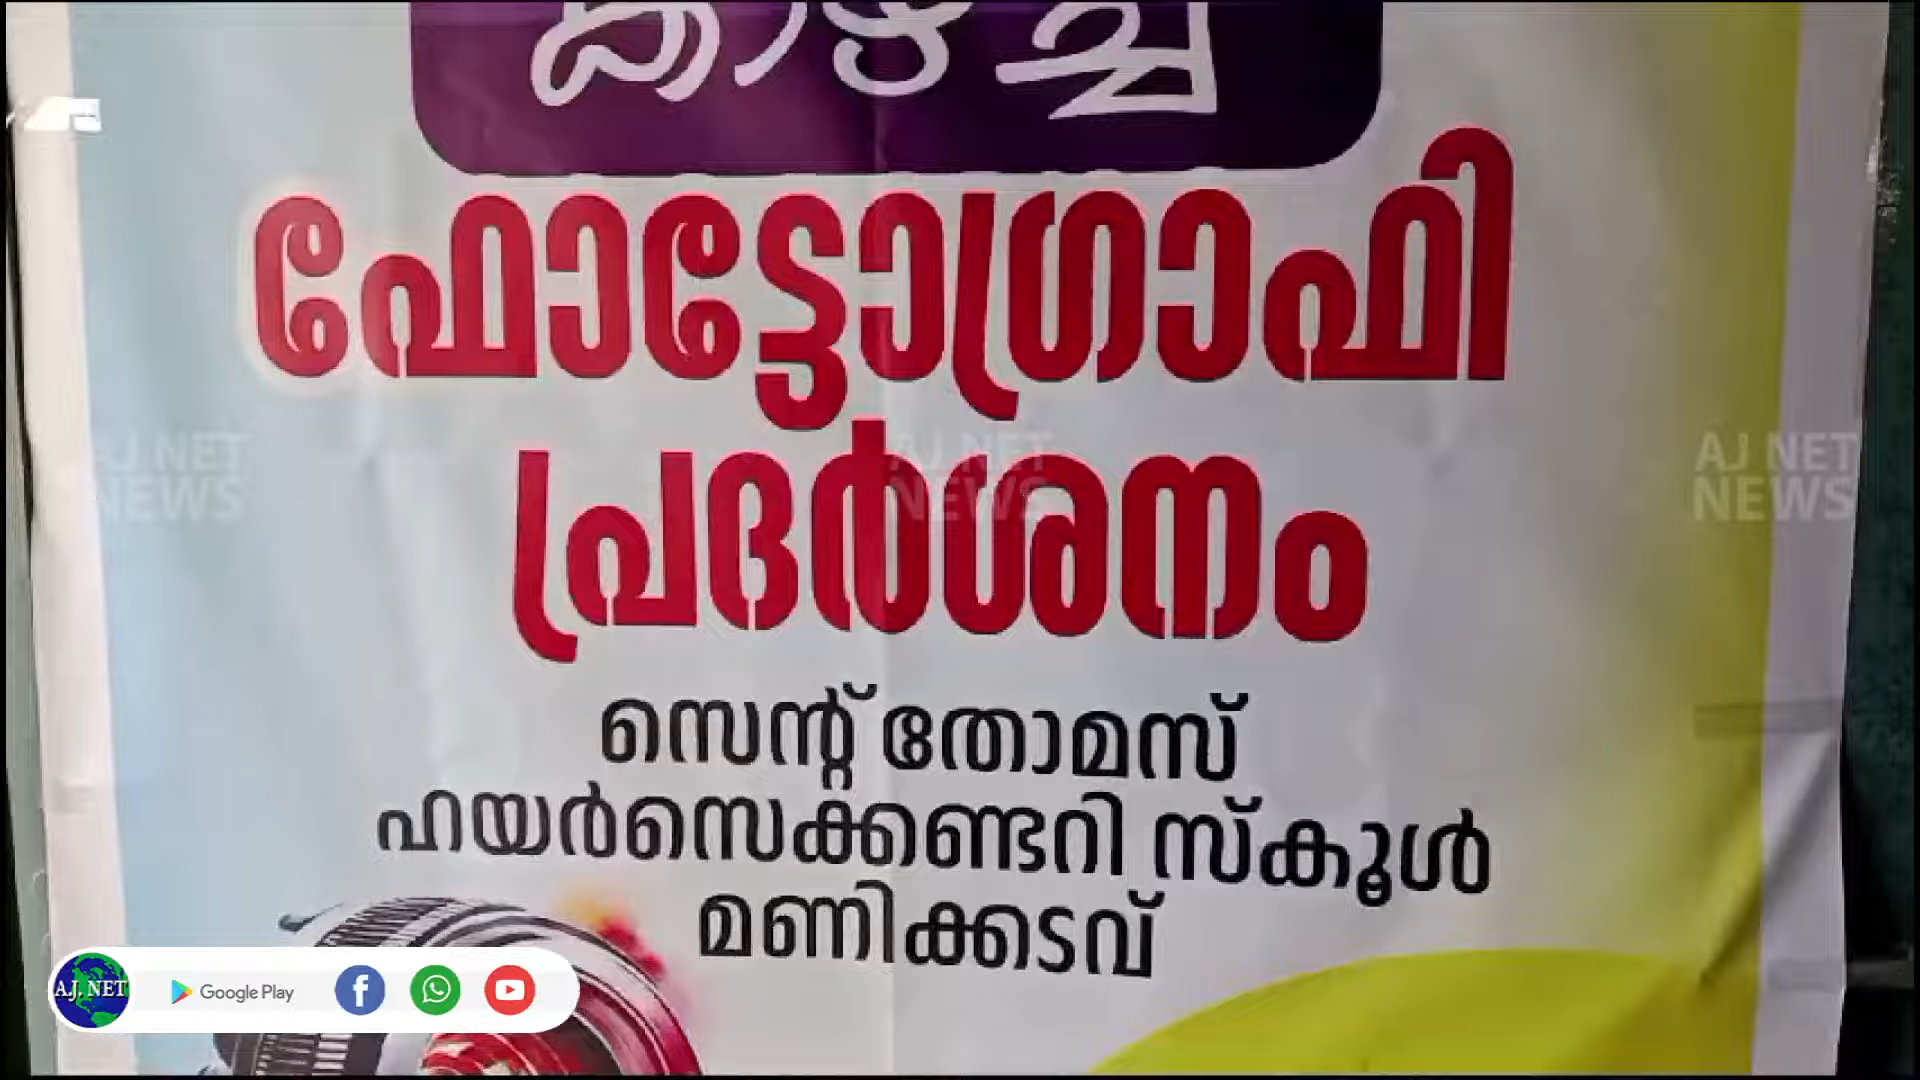 കാഴ്ച
ഫോട്ടോഗ്രാഫി
പ്രദർശനം
സെന്റ് തോമസ്
ഹയർസെക്കണ്ടറി സ്കൂൾ
മണിക്കടവ്
AJ NET
NEWS
AJ NET
NEWS
AJ NET
NEWS
A.J. NET
Google Play